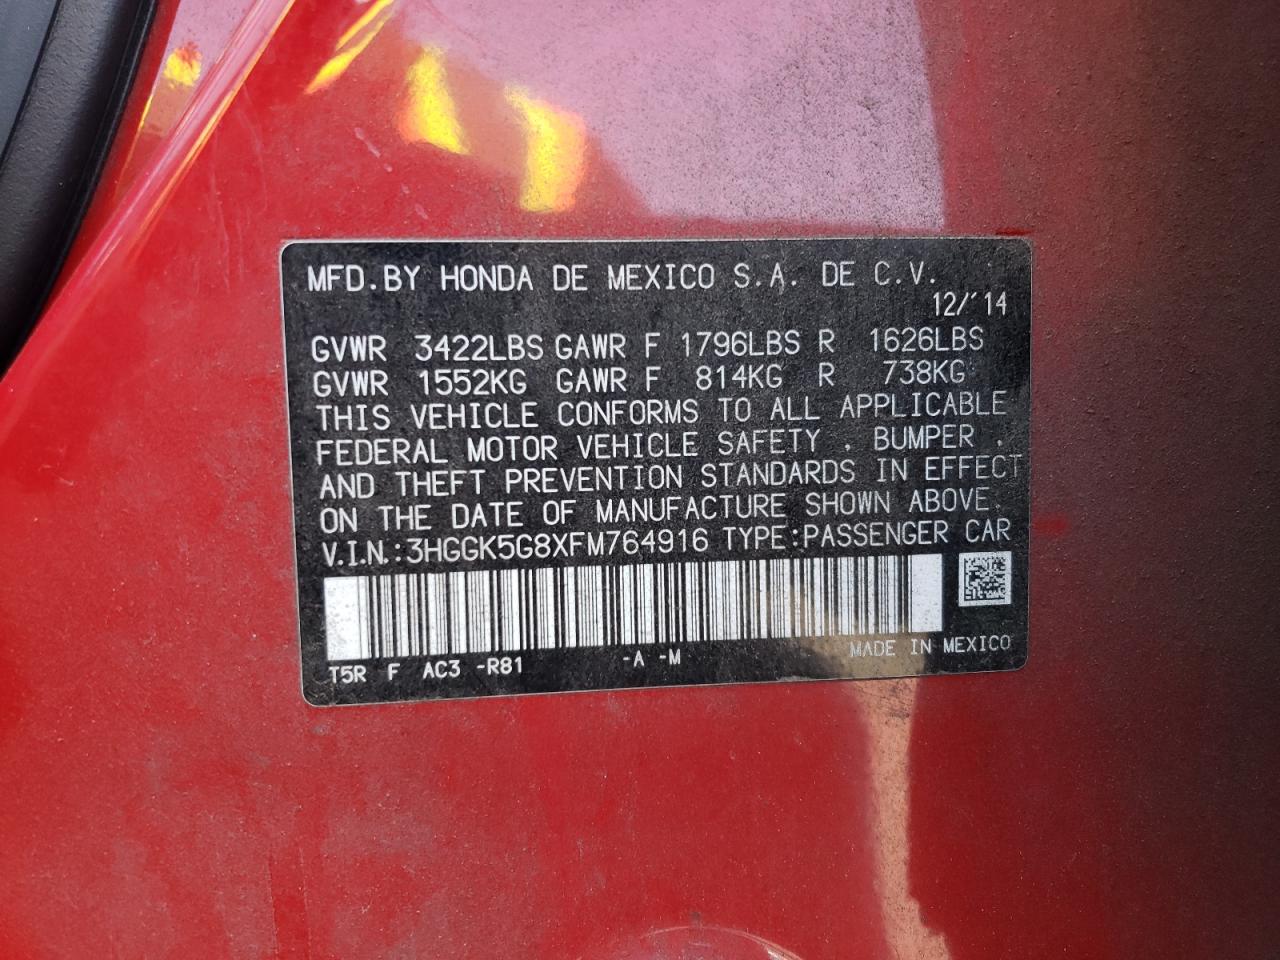 MFD.BY HONDA DE MEXICO S.A. DE C.V.
12/'14
GVWR 3422LBS GAWR F 1796LBS R 1626LBS
GVWR 1552KG GAWR F 814KG R 738KG
THIS VEHICLE CONFORMS TO ALL APPLICABLE
FEDERAL MOTOR VEHICLE SAFETY , BUMPER ,
AND THEFT PREVENTION STANDARDS IN EFFECT
ON THE DATE OF MANUFACTURE SHOWN ABOVE.
V.I.N.:3HGGK5G8XFM764916 TYPE:PASSENGER CAR
T5R F AC3 -R81 -A -M MADE IN MEXICO